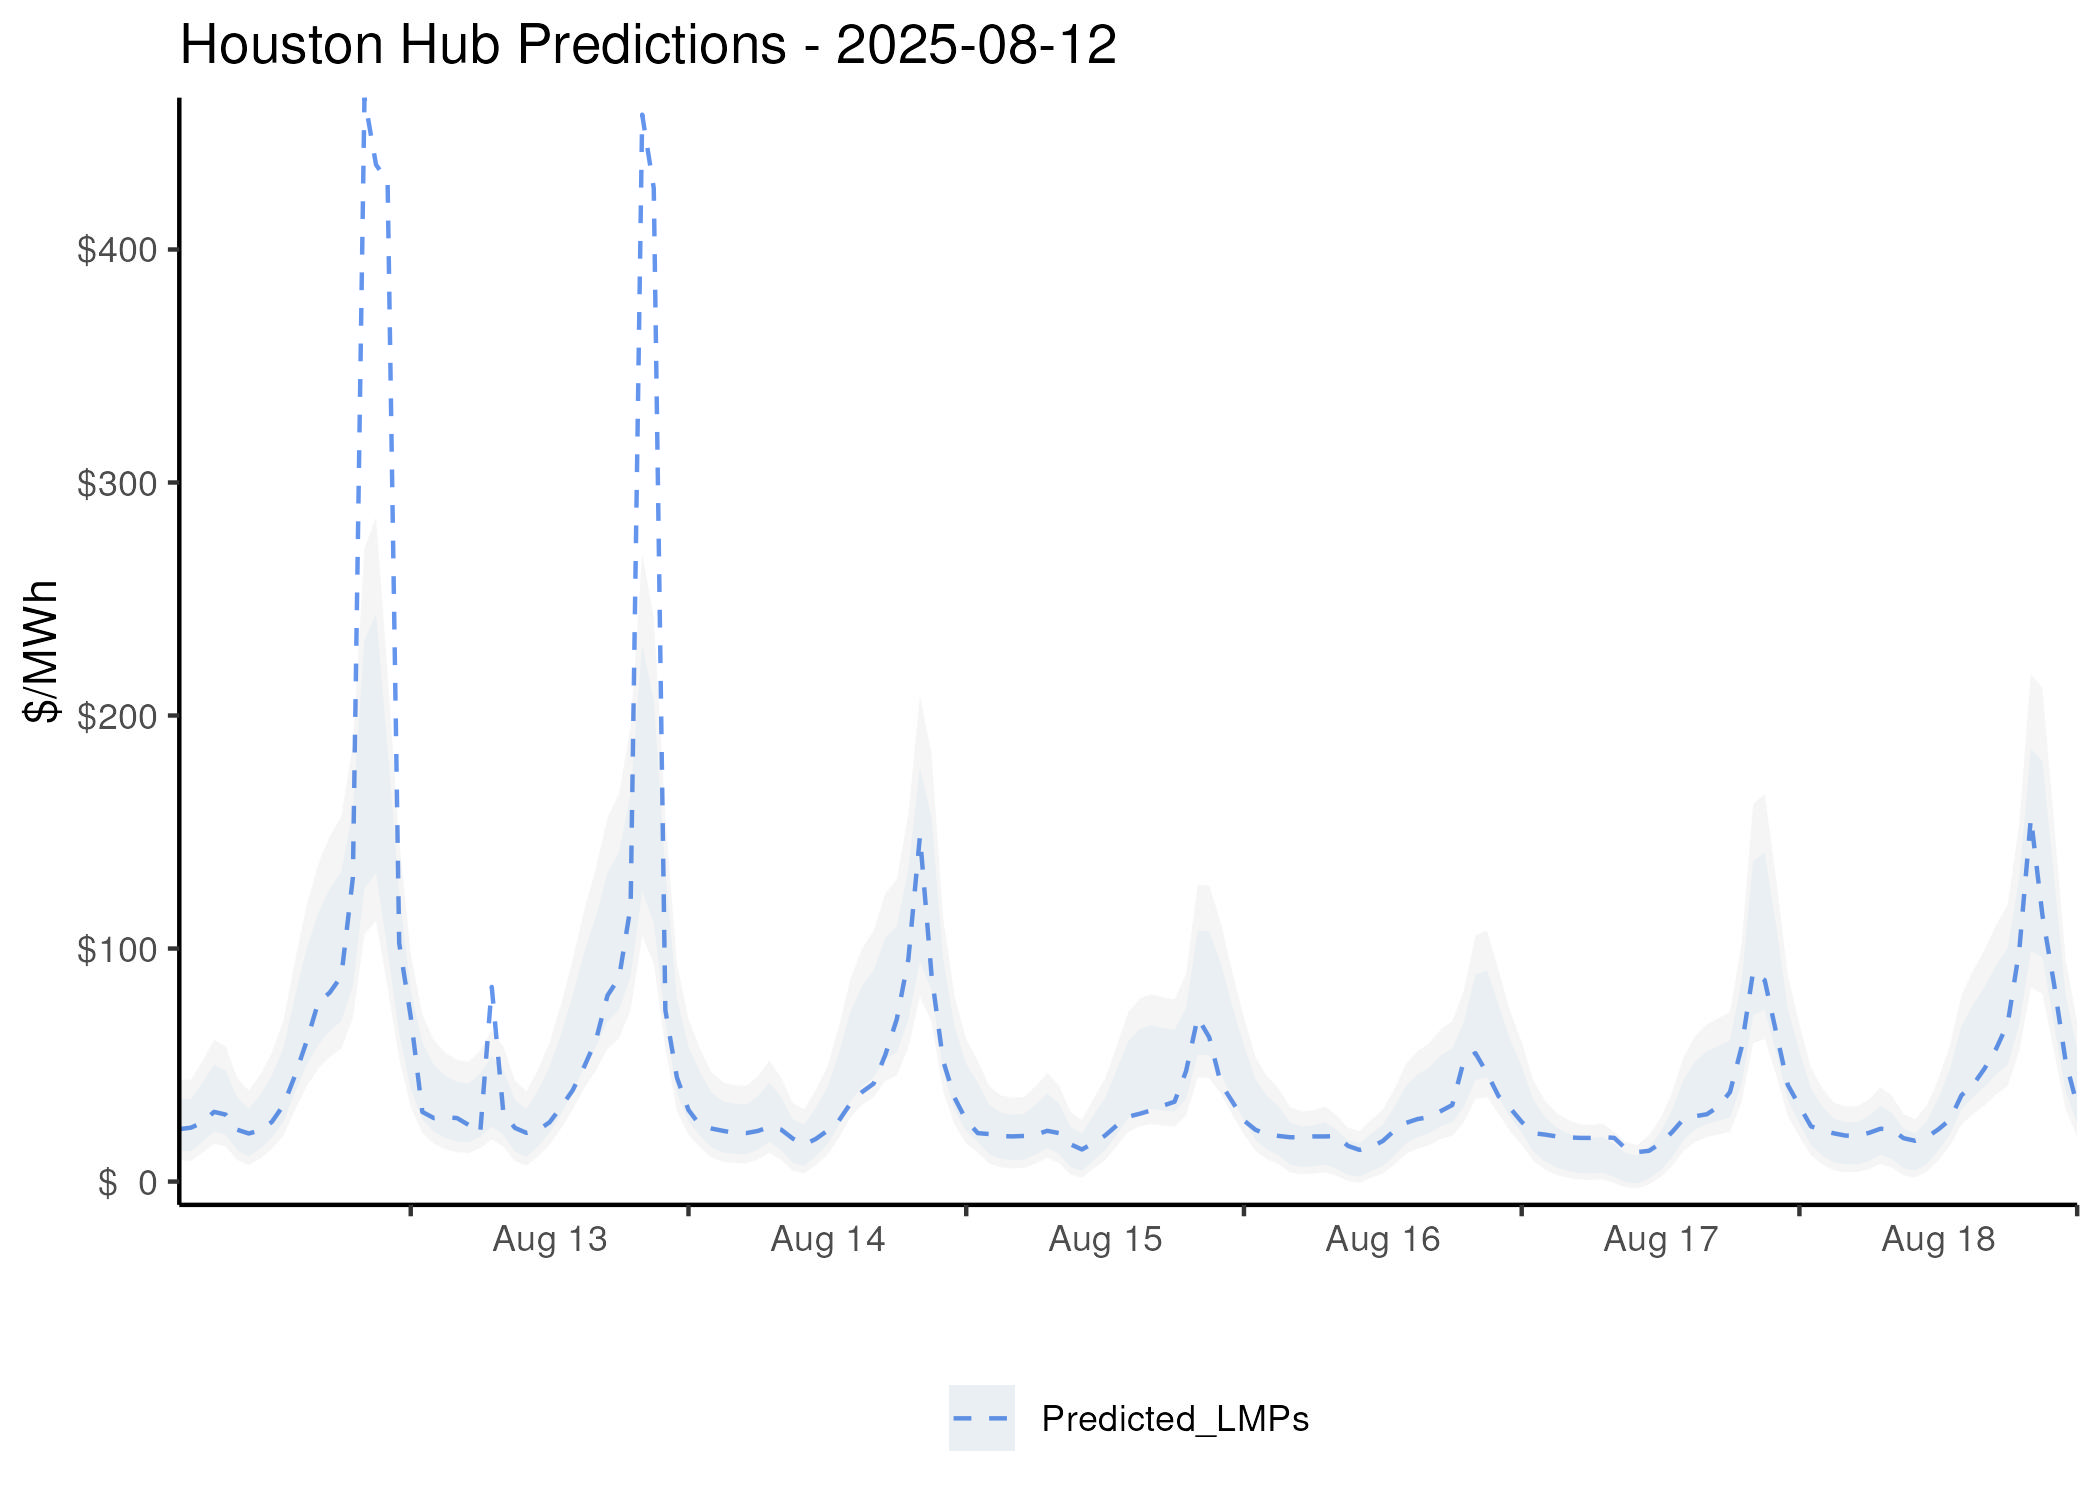 Houston Hub Predictions - 2025-08-12
$/MWh
$400
$300
$200
$100
$  0
Aug 13
Aug 14
Aug 15
Aug 16
Aug 17
Aug 18
Predicted_LMPs